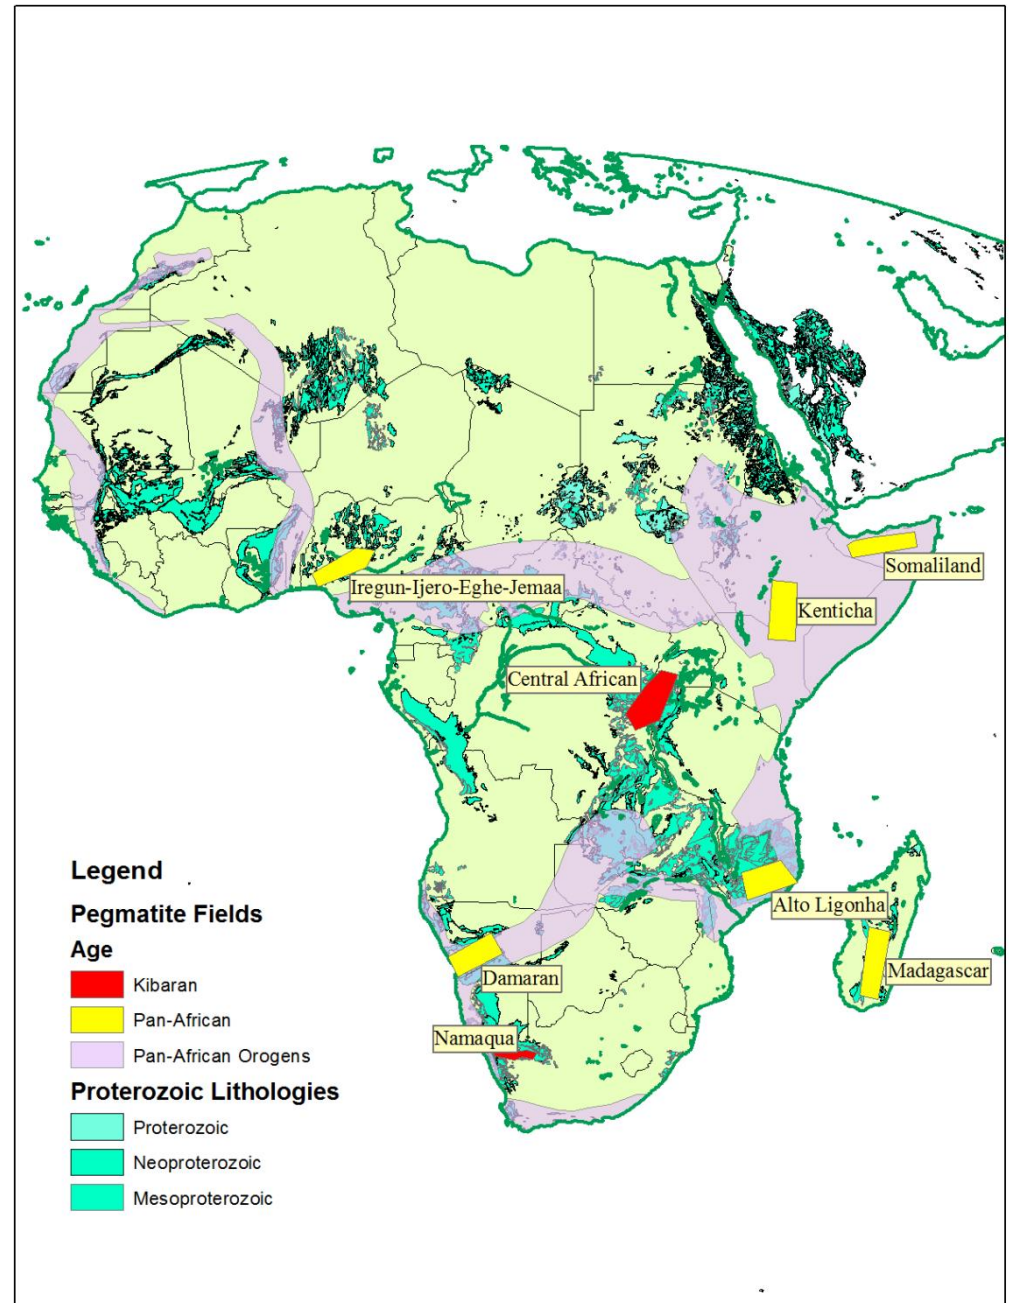 Somaliland
Iregun-Ijero-Eghe-Jemaa
Kenticha
Central African
Alto Ligonha
Madagascar
Damaran
Namaqua
Legend
Pegmatite Fields
Age
Kibaran
Pan-African
Pan-African Orogens
Proterozoic Lithologies
Proterozoic
Neoproterozoic
Mesoproterozoic